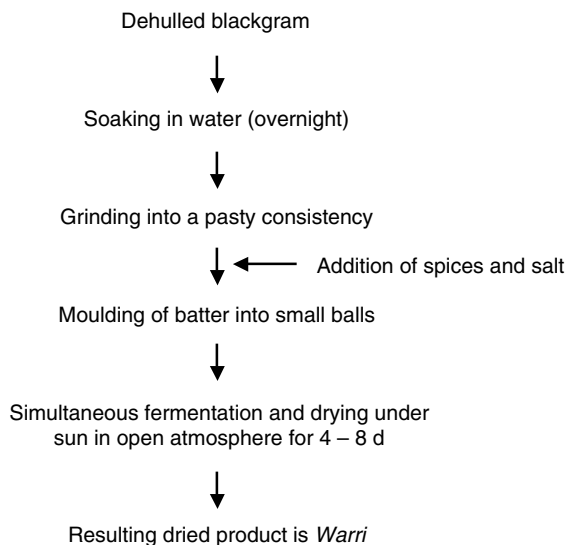 Dehulled blackgram
Soaking in water (overnight)
Grinding into a pasty consistency
Addition of spices and salt
Moulding of batter into small balls
Simultaneous fermentation and drying under
sun in open atmosphere for 4 – 8 d
Resulting dried product is Warri